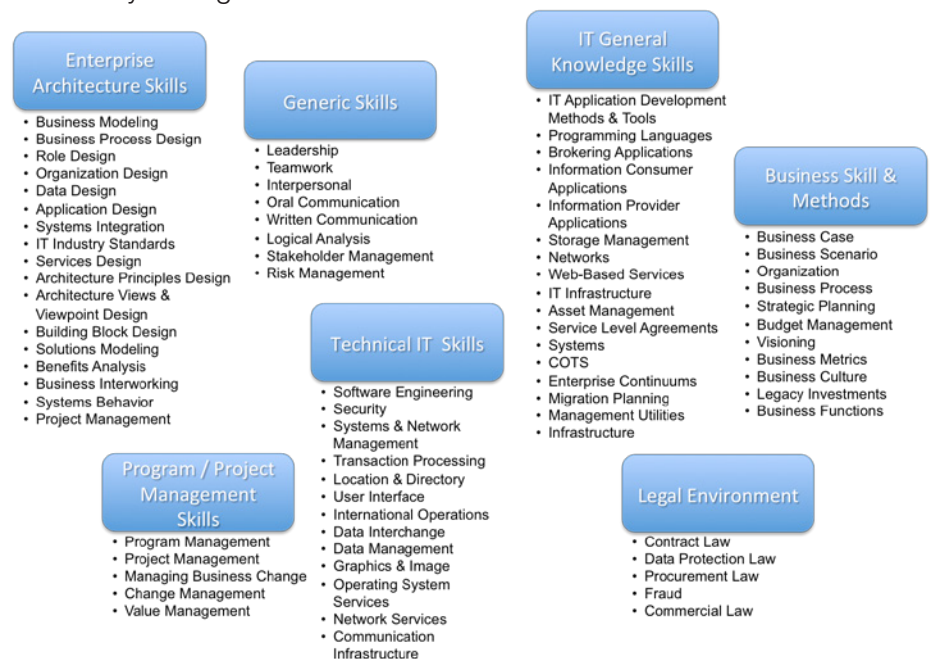 Enterprise
Architecture Skills
• Business Modeling
• Business Process Design
• Role Design
• Organization Design
• Data Design
• Application Design
• Systems Integration
• IT Industry Standards
• Services Design
• Architecture Principles Design
• Architecture Views &
Viewpoint Design
• Building Block Design
• Solutions Modeling
• Benefits Analysis
• Business Interworking
• Systems Behavior
• Project Management
Generic Skills
• Leadership
• Teamwork
• Interpersonal
• Oral Communication
• Written Communication
• Logical Analysis
• Stakeholder Management
• Risk Management
IT General
Knowledge Skills
• IT Application Development
Methods & Tools
• Programming Languages
• Brokering Applications
• Information Consumer
Applications
• Information Provider
Applications
• Storage Management
• Networks
• Web-Based Services
• IT Infrastructure
• Asset Management
• Service Level Agreements
• Systems
• COTS
• Enterprise Continuums
• Migration Planning
• Management Utilities
• Infrastructure
Business Skill &
Methods
• Business Case
• Business Scenario
• Organization
• Business Process
• Strategic Planning
• Budget Management
• Visioning
• Business Metrics
• Business Culture
• Legacy Investments
• Business Functions
Technical IT Skills
• Software Engineering
• Security
• Systems & Network
Management
• Transaction Processing
• Location & Directory
• User Interface
• International Operations
• Data Interchange
• Data Management
• Graphics & Image
• Operating System
Services
• Network Services
• Communication
Infrastructure
Program / Project
Management
Skills
• Program Management
• Project Management
• Managing Business Change
• Change Management
• Value Management
Legal Environment
• Contract Law
• Data Protection Law
• Procurement Law
• Fraud
• Commercial Law